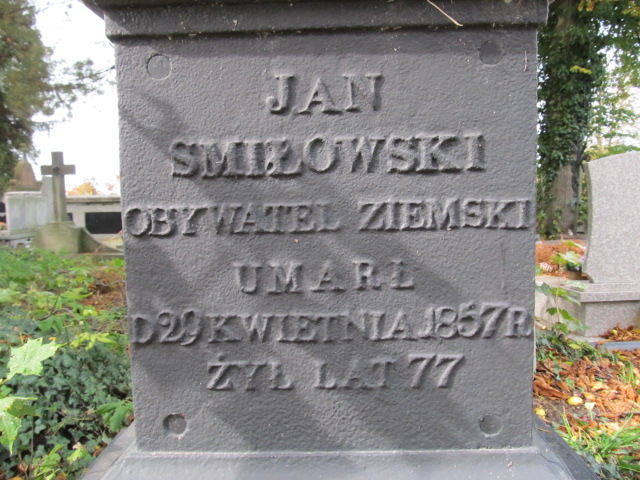 JAN
SMIŁOWSKI
OBYWATEL ZIEMSKI
UMARŁ
D 29 KWIETNIA 1857 R.
ŻYŁ LAT 77